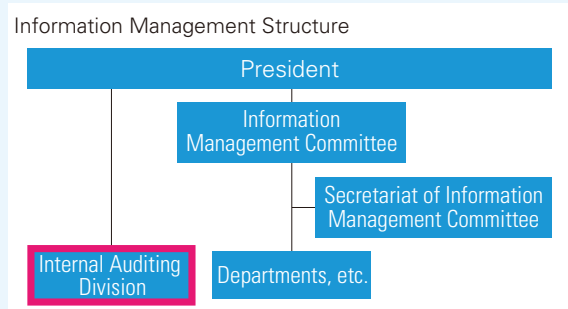 Information Management Structure
President
Information
Management Committee
Secretariat of Information
Management Committee
Internal Auditing
Division
Departments, etc.